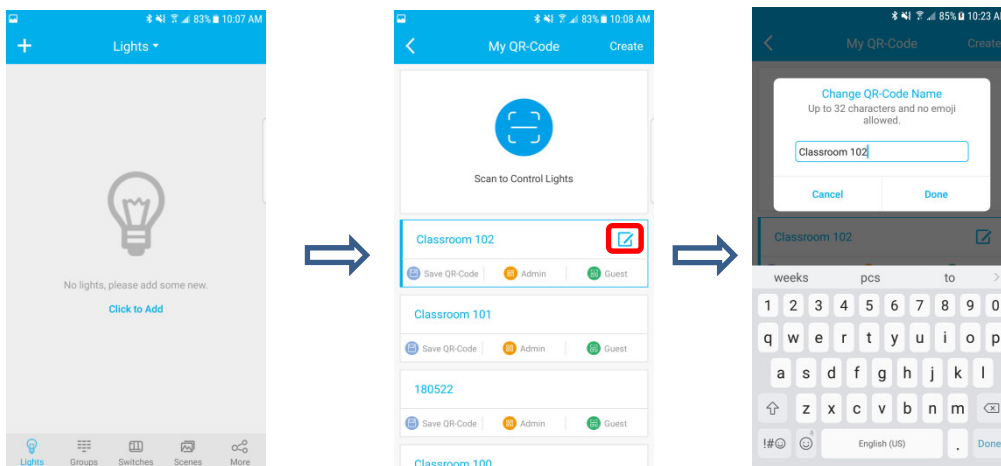 83% 10:07 AM
+ Lights
No lights, please add some new.
Click to Add
Lights Groups Switches Scenes More
83% 10:08 AM
My QR-Code Create
Scan to Control Lights
Classroom 102
Save QR-Code Admin Guest
Classroom 101
Save QR-Code Admin Guest
180522
Save QR-Code Admin Guest
Classroom 100
85% 10:23 AM
My QR-Code Create
Change QR-Code Name
Up to 32 characters and no emoji
allowed.
Classroom 102
Cancel Done
Classroom 102
weeks pcs to >
1 2 3 4 5 6 7 8 9 0
q w e r t y u i o p
a s d f g h j k l
z x c v b n m
!#☺ English (US) . Done